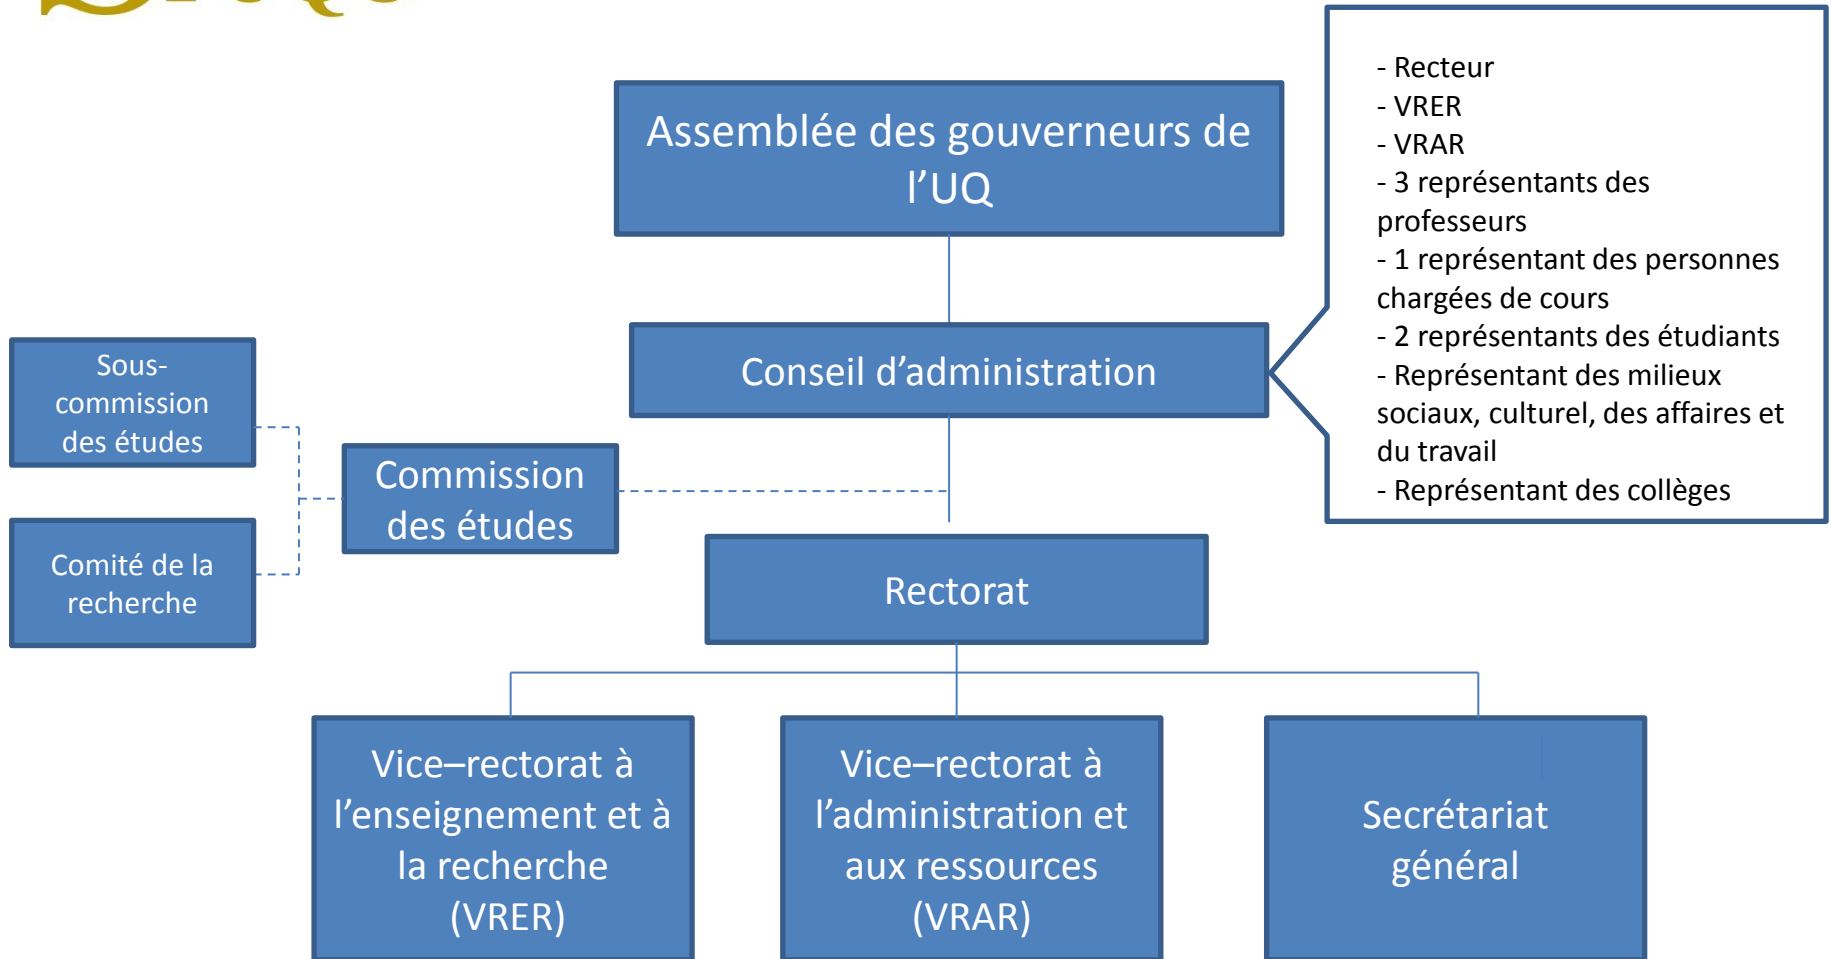 Assemblée des gouverneurs de
l’UQ
- Recteur
- VRER
- VRAR
- 3 représentants des
professeurs
- 1 représentant des personnes
chargées de cours
- 2 représentants des étudiants
- Représentant des milieux
sociaux, culturel, des affaires et
du travail
- Représentant des collèges
Conseil d’administration
Sous-
commission
des études
Commission
des études
Comité de la
recherche
Rectorat
Vice–rectorat à
l’enseignement et à
la recherche
(VRER)
Vice–rectorat à
l’administration et
aux ressources
(VRAR)
Secrétariat
général